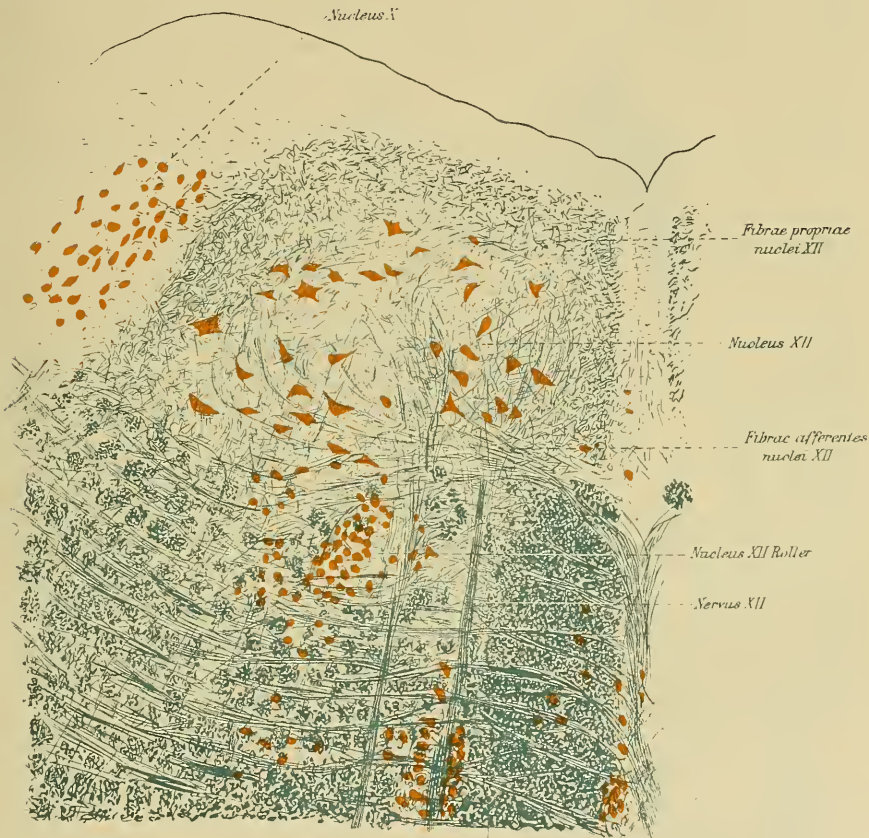 Nucleus X
Fibrae propriae
nuclei XII
Nucleus XII
Fibrae afferentes
nuclei XII
Nucleus XII Roller
Nervus XII